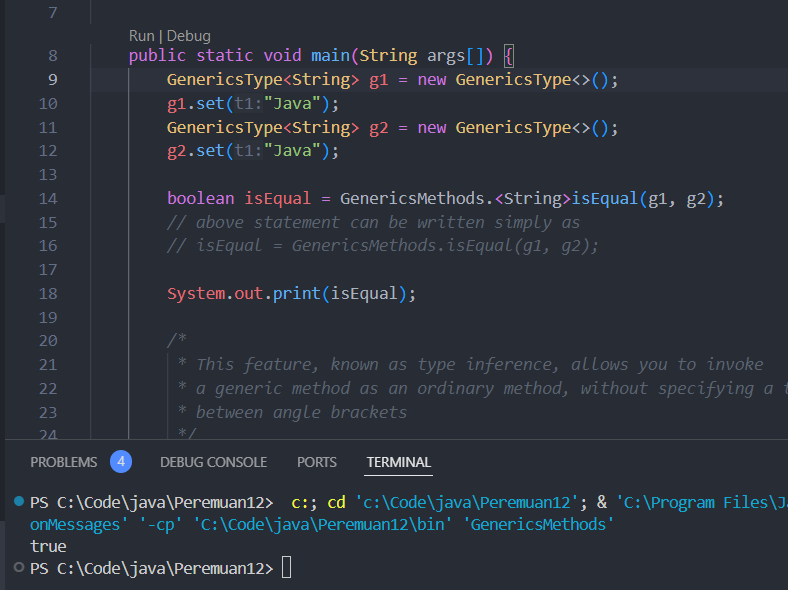 7
Run | Debug
8 public static void main(String args[]) {
9 GenericsType<String> g1 = new GenericsType<>();
10 g1.set(t1:"Java");
11 GenericsType<String> g2 = new GenericsType<>();
12 g2.set(t1:"Java");
13
14 boolean isEqual = GenericsMethods.<String>isEqual(g1, g2);
15 // above statement can be written simply as
16 // isEqual = GenericsMethods.isEqual(g1, g2);
17
18 System.out.print(isEqual);
19
20 /*
21 * This feature, known as type inference, allows you to invoke
22 * a generic method as an ordinary method, without specifying a t
23 * between angle brackets
24 */
PROBLEMS 4 DEBUG CONSOLE PORTS TERMINAL
PS C:\Code\java\Peremuan12> c:; cd 'c:\Code\java\Peremuan12'; & 'C:\Program Files\Ja
onMessages' '-cp' 'C:\Code\java\Peremuan12\bin' 'GenericsMethods'
true
PS C:\Code\java\Peremuan12>